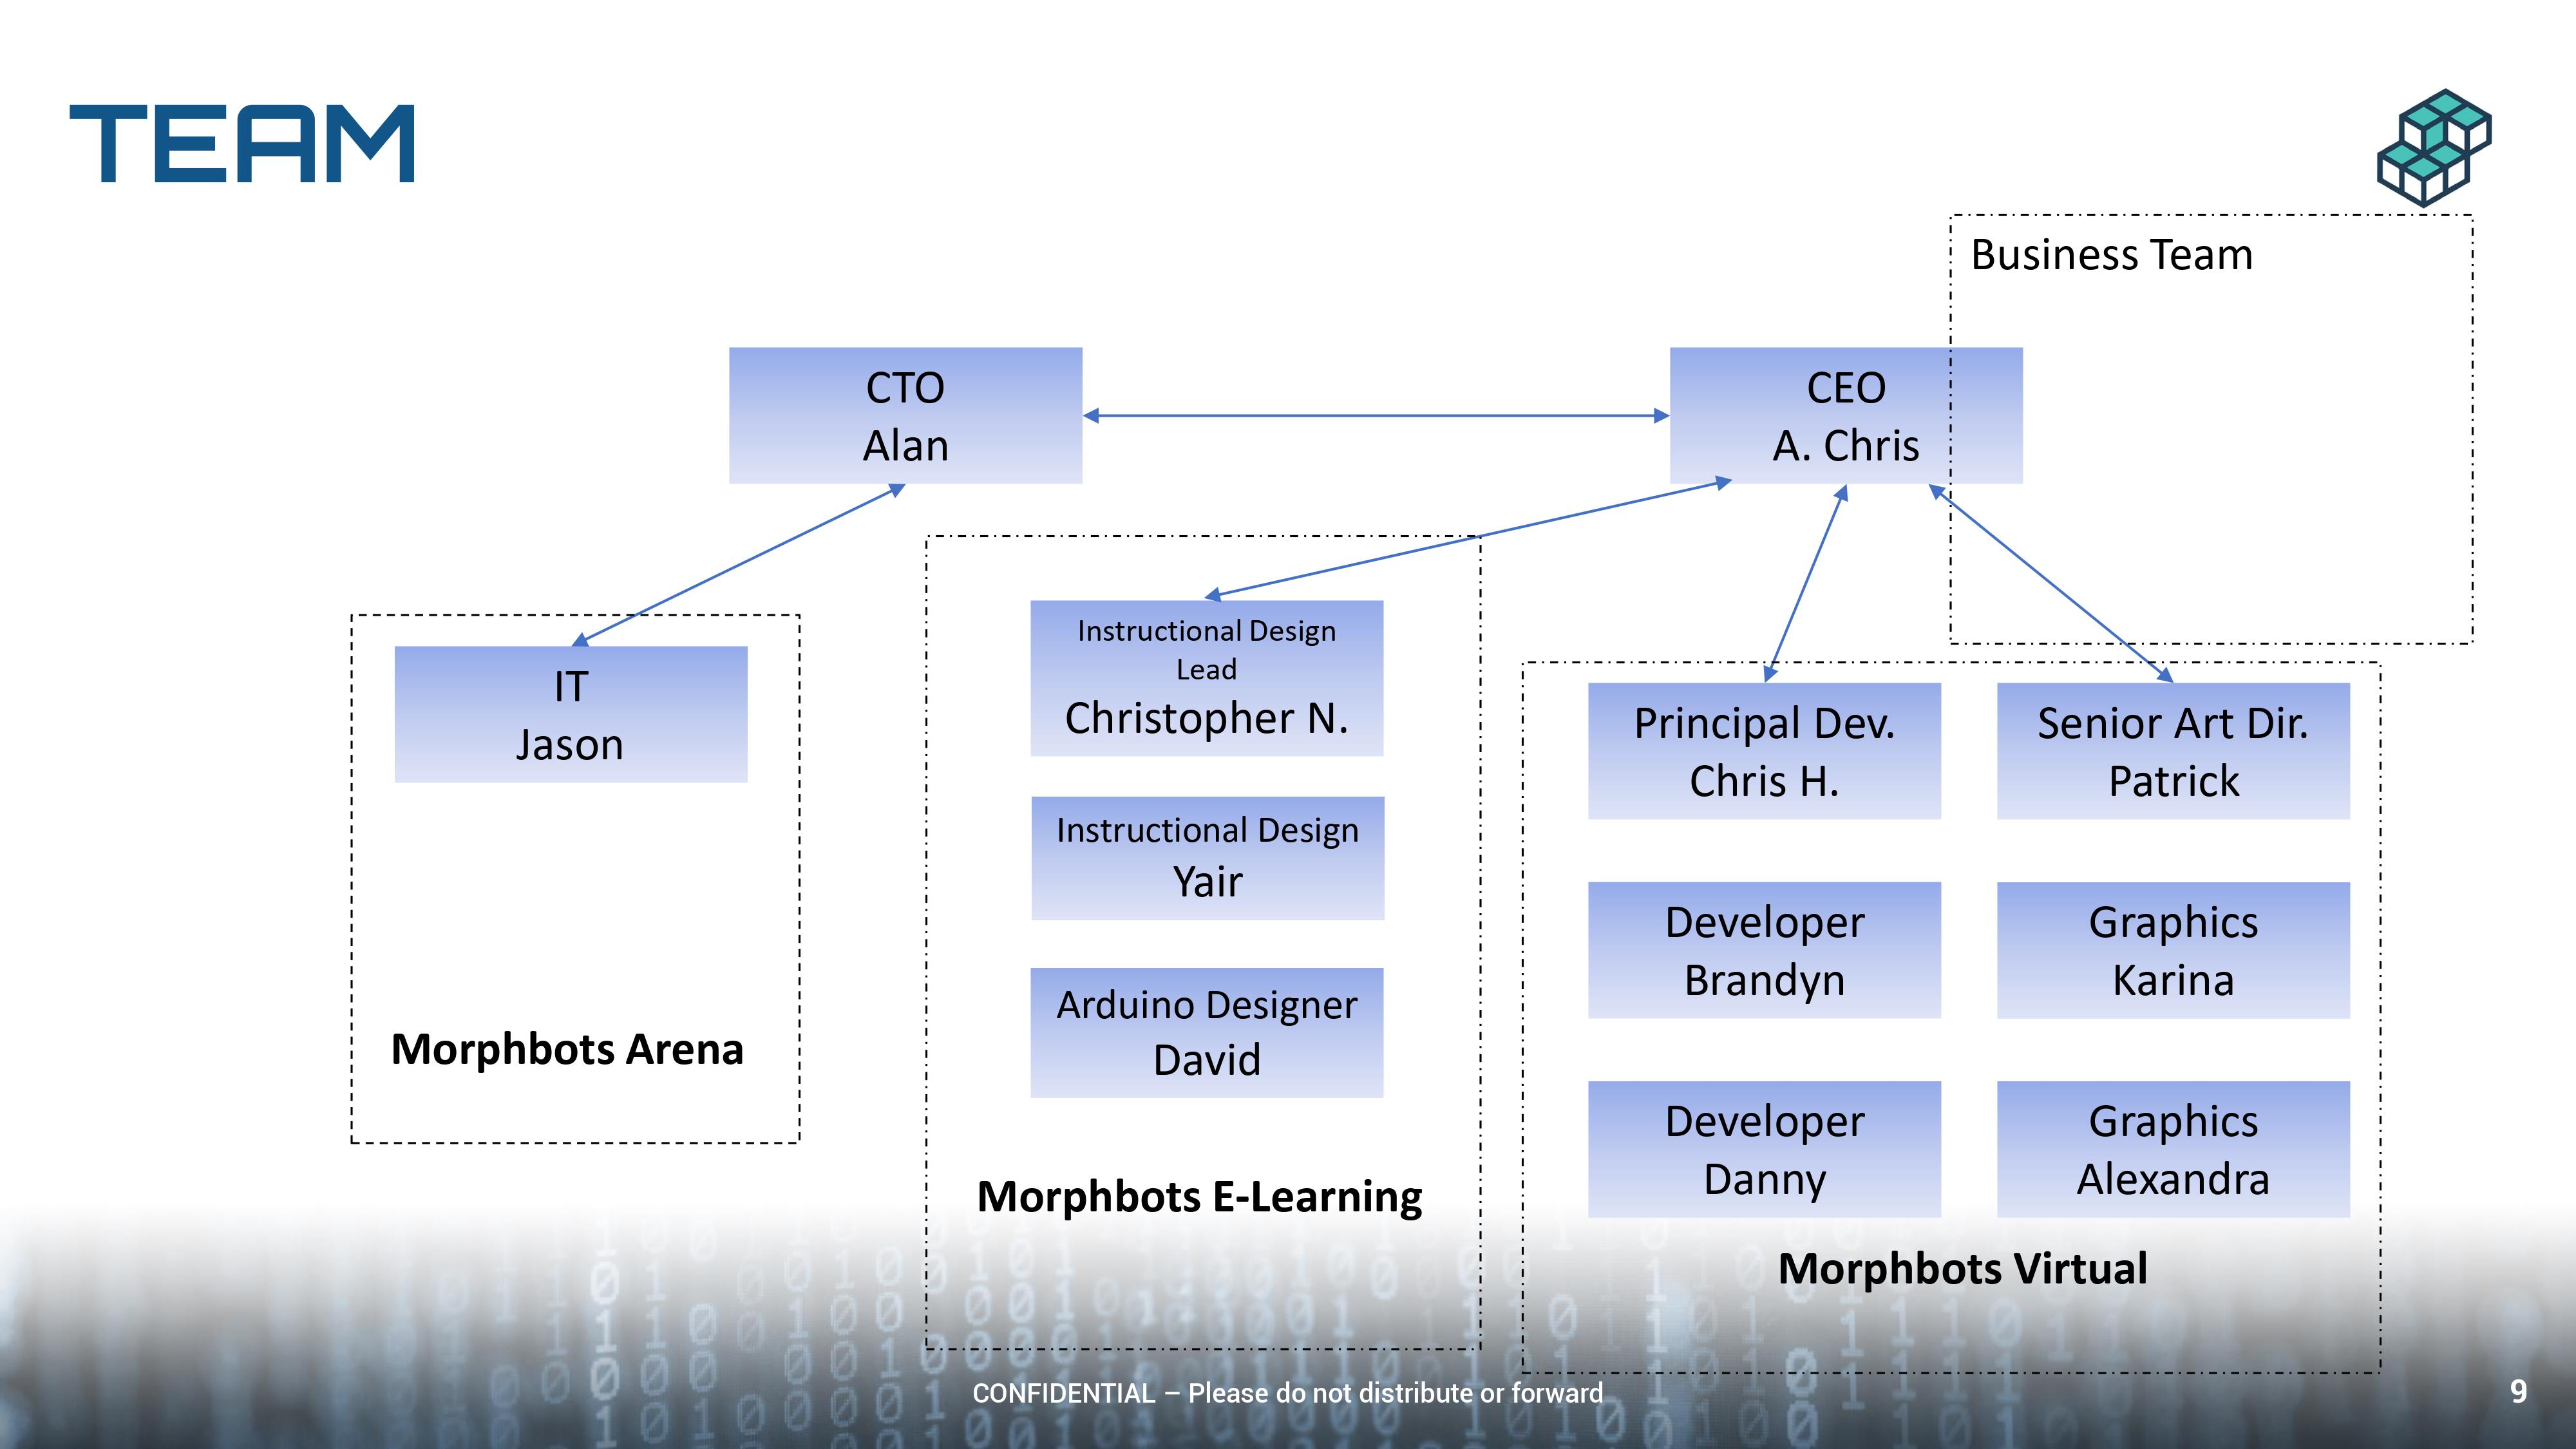 TEAM
Business Team
CTO
Alan
CEO
A. Chris
IT
Jason
Morphbots Arena
Instructional Design
Lead
Christopher N.
Instructional Design
Yair
Arduino Designer
David
Morphbots E-Learning
Principal Dev.
Chris H.
Senior Art Dir.
Patrick
Developer
Brandyn
Graphics
Karina
Developer
Danny
Graphics
Alexandra
Morphbots Virtual
CONFIDENTIAL – Please do not distribute or forward
9